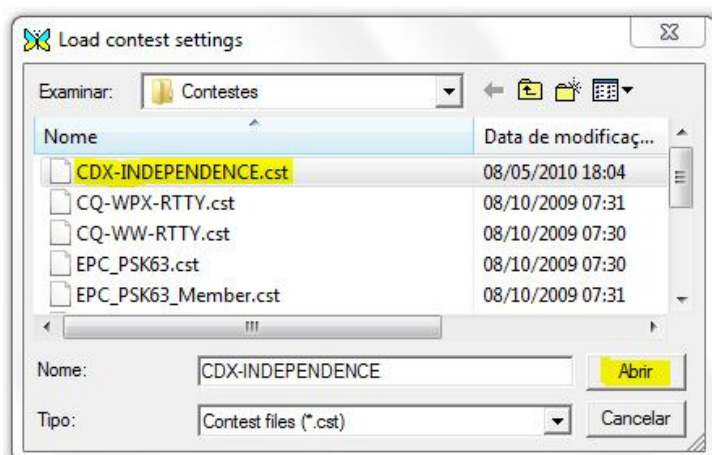 Load contest settings
Examinar: Contestes
Nome Data de modificaç...
CDX-INDEPENDENCE.cst 08/05/2010 18:04
CQ-WPX-RTTY.cst 08/10/2009 07:31
CQ-WW-RTTY.cst 08/10/2009 07:30
EPC_PSK63.cst 08/10/2009 07:30
EPC_PSK63_Member.cst 08/10/2009 07:31
Nome: CDX-INDEPENDENCE Abrir
Tipo: Contest files (*.cst) Cancelar